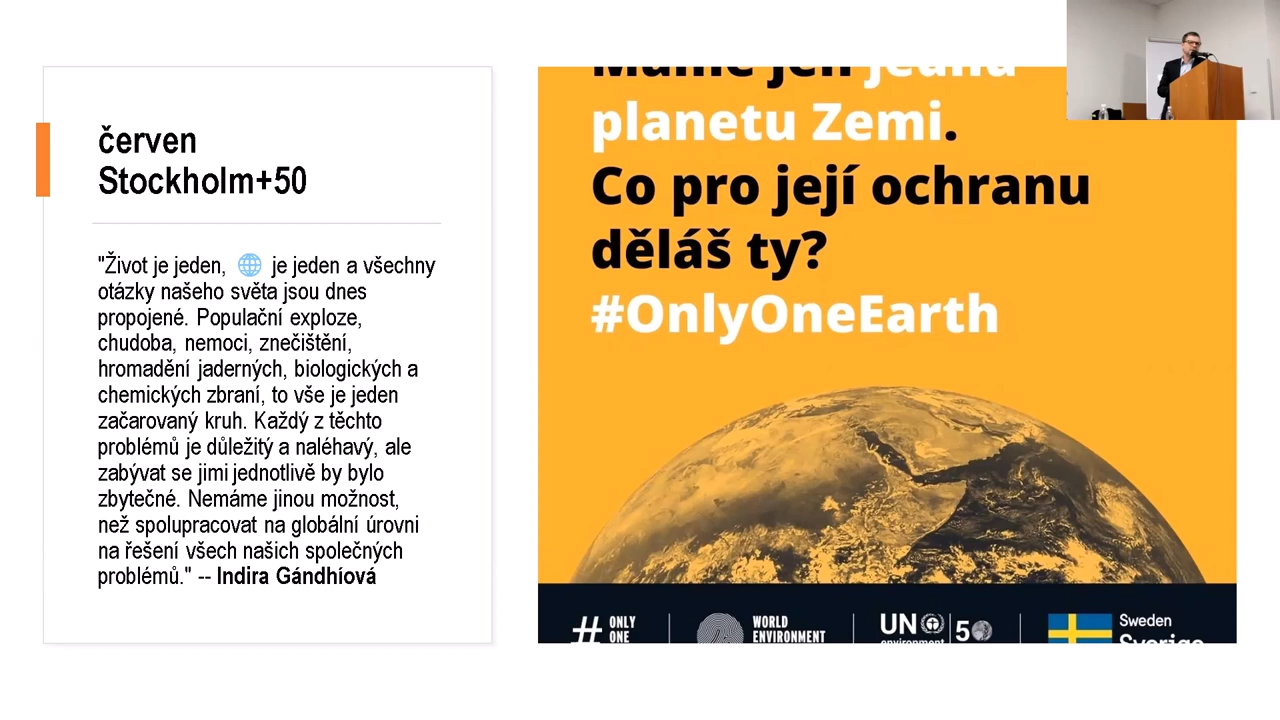 červen
Stockholm+50
"Život je jeden, 🌐 je jeden a všechny
otázky našeho světa jsou dnes
propojené. Populační exploze,
chudoba, nemoci, znečištění,
hromadění jaderných, biologických a
chemických zbraní, to vše je jeden
začarovaný kruh. Každý z těchto
problémů je důležitý a naléhavý, ale
zabývat se jimi jednotlivě by bylo
zbytečné. Nemáme jinou možnost,
než spolupracovat na globální úrovni
na řešení všech našich společných
problémů." -- Indira Gándhíová
Máme jen jednu
planetu Zemi.
Co pro její ochranu
děláš ty?
#OnlyOneEarth
# ONLY
ONE
WORLD
ENVIRONMENT
UN
environment
50
Sweden
Sverige